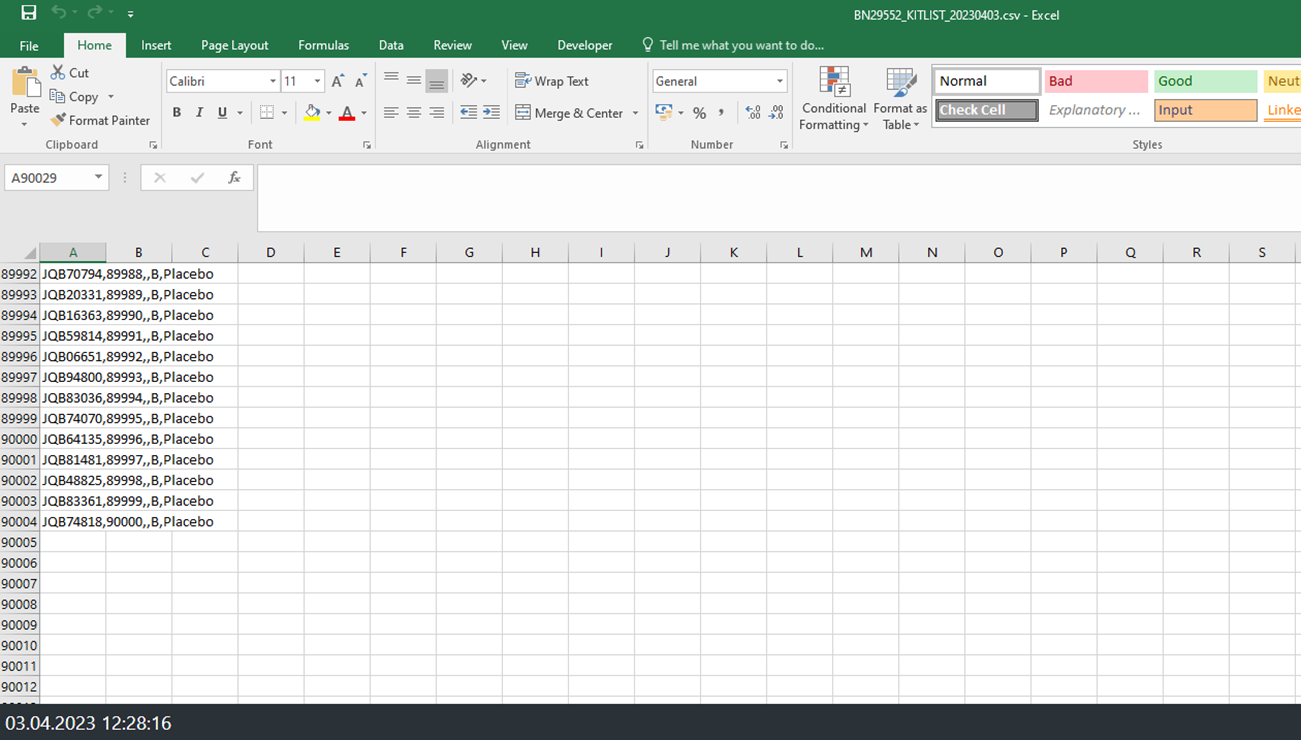 BN29552_KITLIST_20230403.csv - Excel
File Home Insert Page Layout Formulas Data Review View Developer Tell me what you want to do...
Cut
Copy
Format Painter
Paste
Clipboard
Calibri 11
B I U
Font
Wrap Text
Merge & Center
Alignment
General
% ,
Number
Conditional Formatting
Format as Table
Normal Bad Good Neut
Check Cell Explanatory ... Input Linke
Styles
A90029 fx
A B C D E F G H I J K L M N O P Q R S
89992 JQB70794,89988,,B,Placebo
89993 JQB20331,89989,,B,Placebo
89994 JQB16363,89990,,B,Placebo
89995 JQB59814,89991,,B,Placebo
89996 JQB06651,89992,,B,Placebo
89997 JQB94800,89993,,B,Placebo
89998 JQB83036,89994,,B,Placebo
89999 JQB74070,89995,,B,Placebo
90000 JQB64135,89996,,B,Placebo
90001 JQB81481,89997,,B,Placebo
90002 JQB48825,89998,,B,Placebo
90003 JQB83361,89999,,B,Placebo
90004 JQB74818,90000,,B,Placebo
90005
90006
90007
90008
90009
90010
90011
90012
03.04.2023 12:28:16